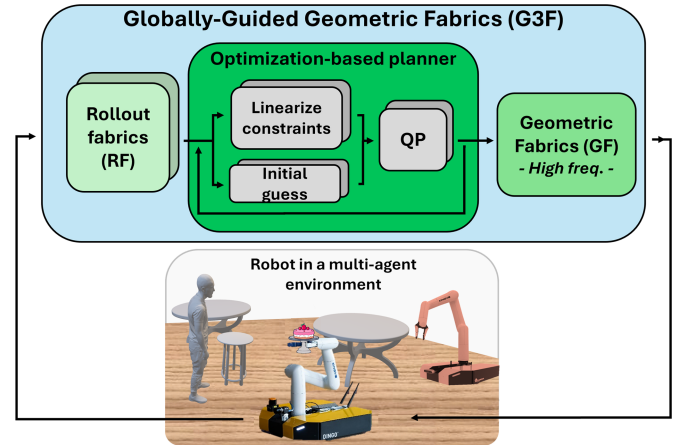 Globally-Guided Geometric Fabrics (G3F)
Optimization-based planner
Rollout
fabrics
(RF)
Linearize
constraints
Initial
guess
QP
Geometric
Fabrics (GF)
- High freq. -
Robot in a multi-agent
environment
DINGO